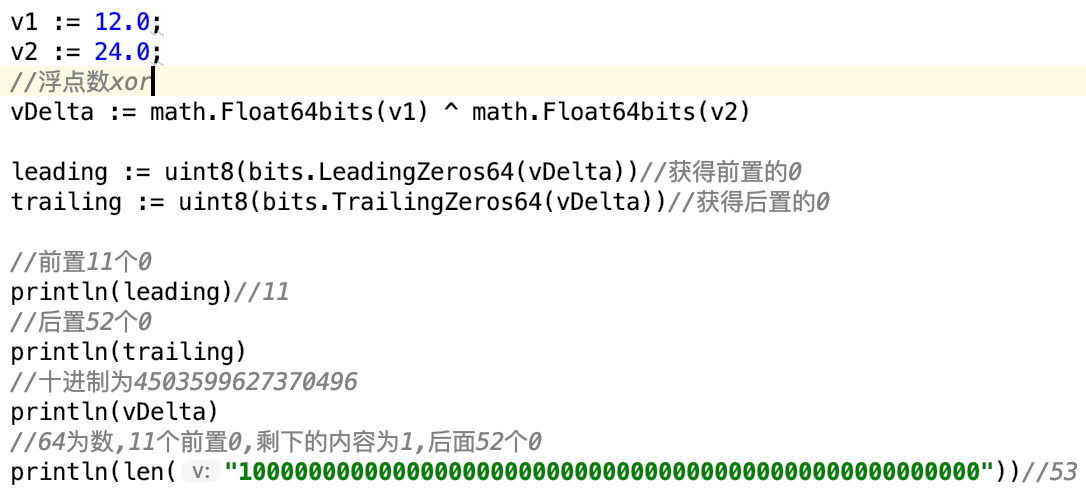 v1 := 12.0;
v2 := 24.0;
//浮点数xor
vDelta := math.Float64bits(v1) ^ math.Float64bits(v2)
leading := uint8(bits.LeadingZeros64(vDelta))//获得前置的0
trailing := uint8(bits.TrailingZeros64(vDelta))//获得后置的0
//前置11个0
println(leading)//11
//后置52个0
println(trailing)
//十进制为4503599627370496
println(vDelta)
//64为数,11个前置0,剩下的内容为1,后面52个0
println(len( v: "10000000000000000000000000000000000000000000000000000"))//53